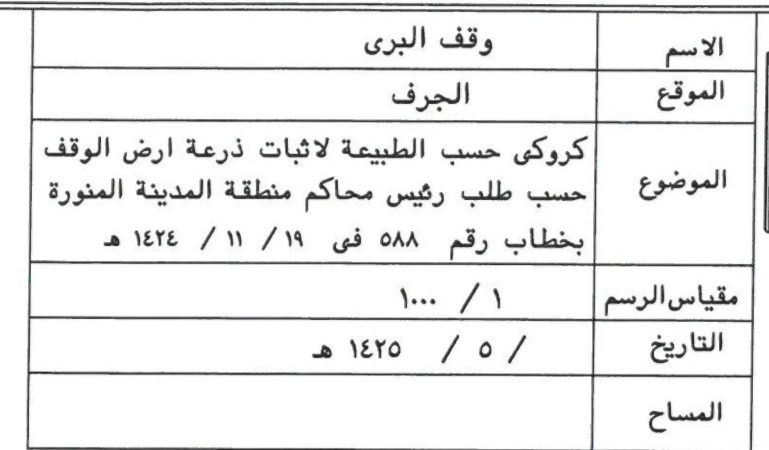 الاسم وقف البرى
الموقع الجرف
الموضوع كروكى حسب الطبيعة لاثبات ذرعة ارض الوقف
حسب طلب رئيس محاكم منطقة المدينة المنورة
بخطاب رقم ٥٨٨ فى ١٩ / ١١ / ١٤٢٤ هـ
مقياس الرسم ١ / ١٠٠٠
التاريخ / ٥ / ١٤٢٥ هـ
المساح